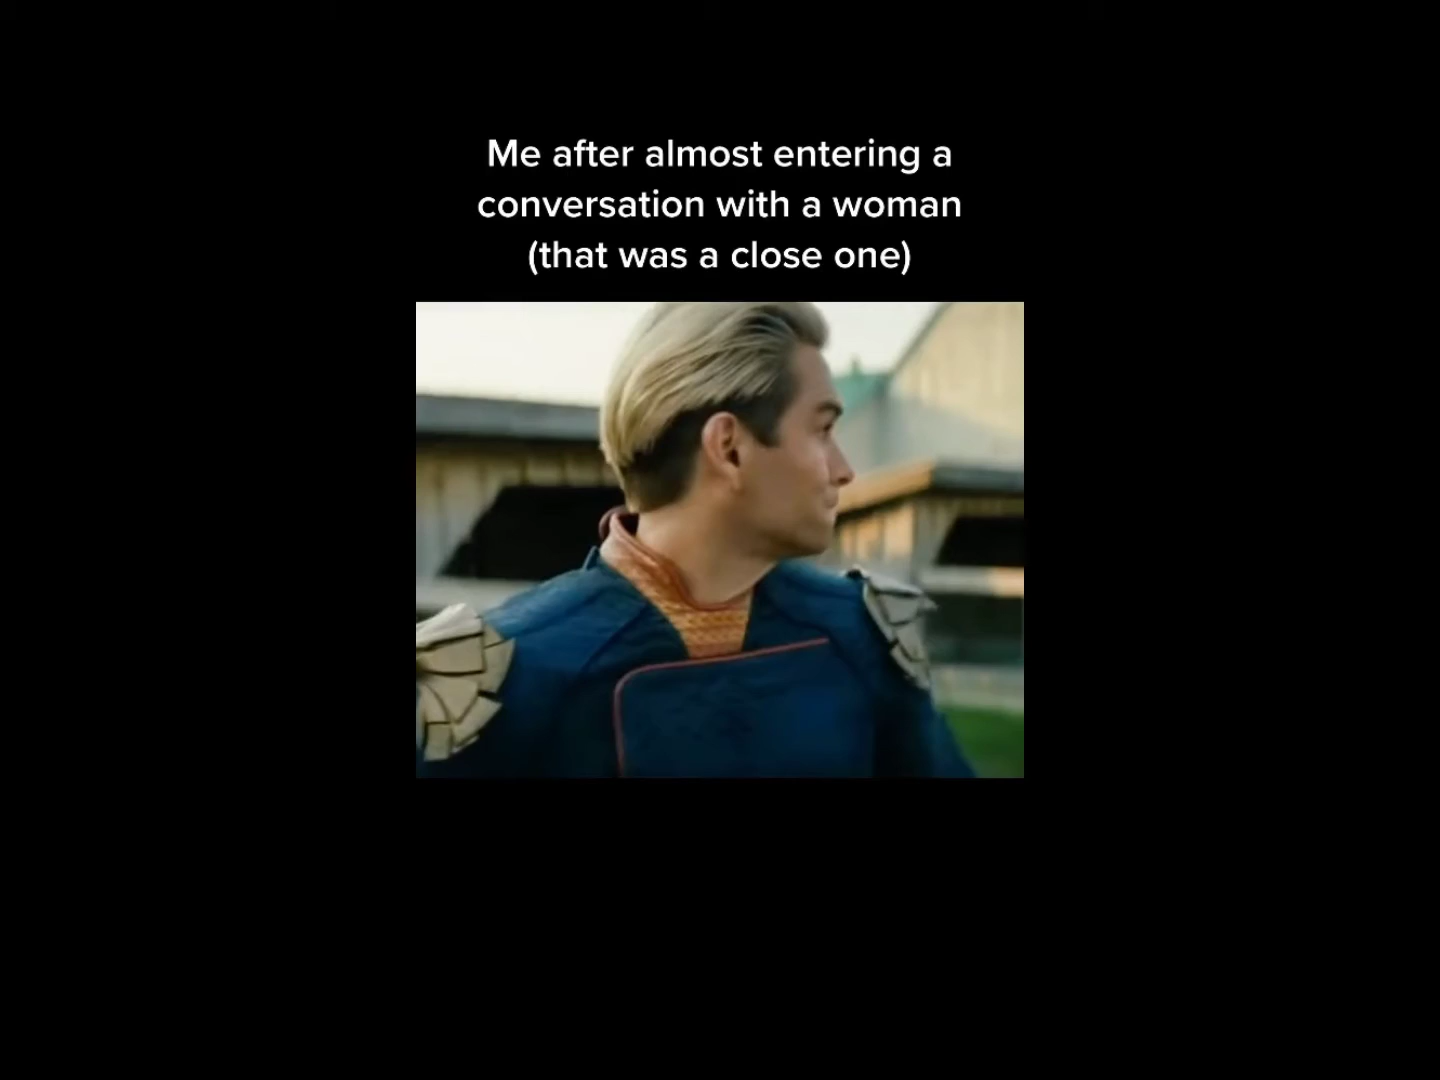 Me after almost entering a
conversation with a woman
(that was a close one)